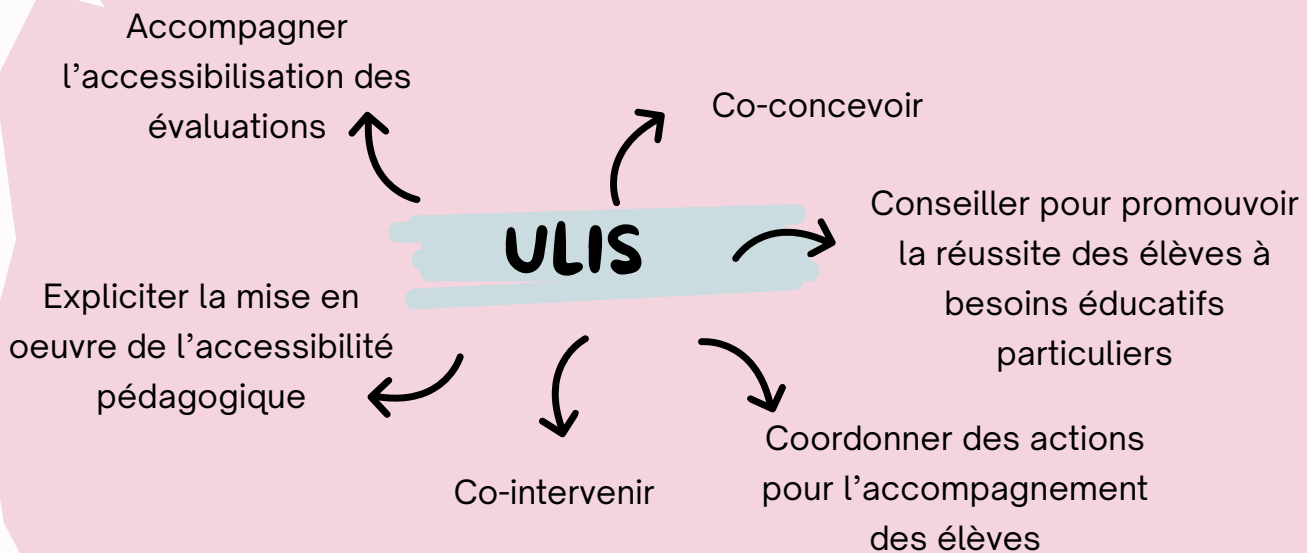 Accompagner
l’accessibilisation des
évaluations
Co-concevoir
ULIS
Conseiller pour promouvoir
la réussite des élèves à
besoins éducatifs
particuliers
Expliciter la mise en
oeuvre de l’accessibilité
pédagogique
Co-intervenir
Coordonner des actions
pour l’accompagnement
des élèves